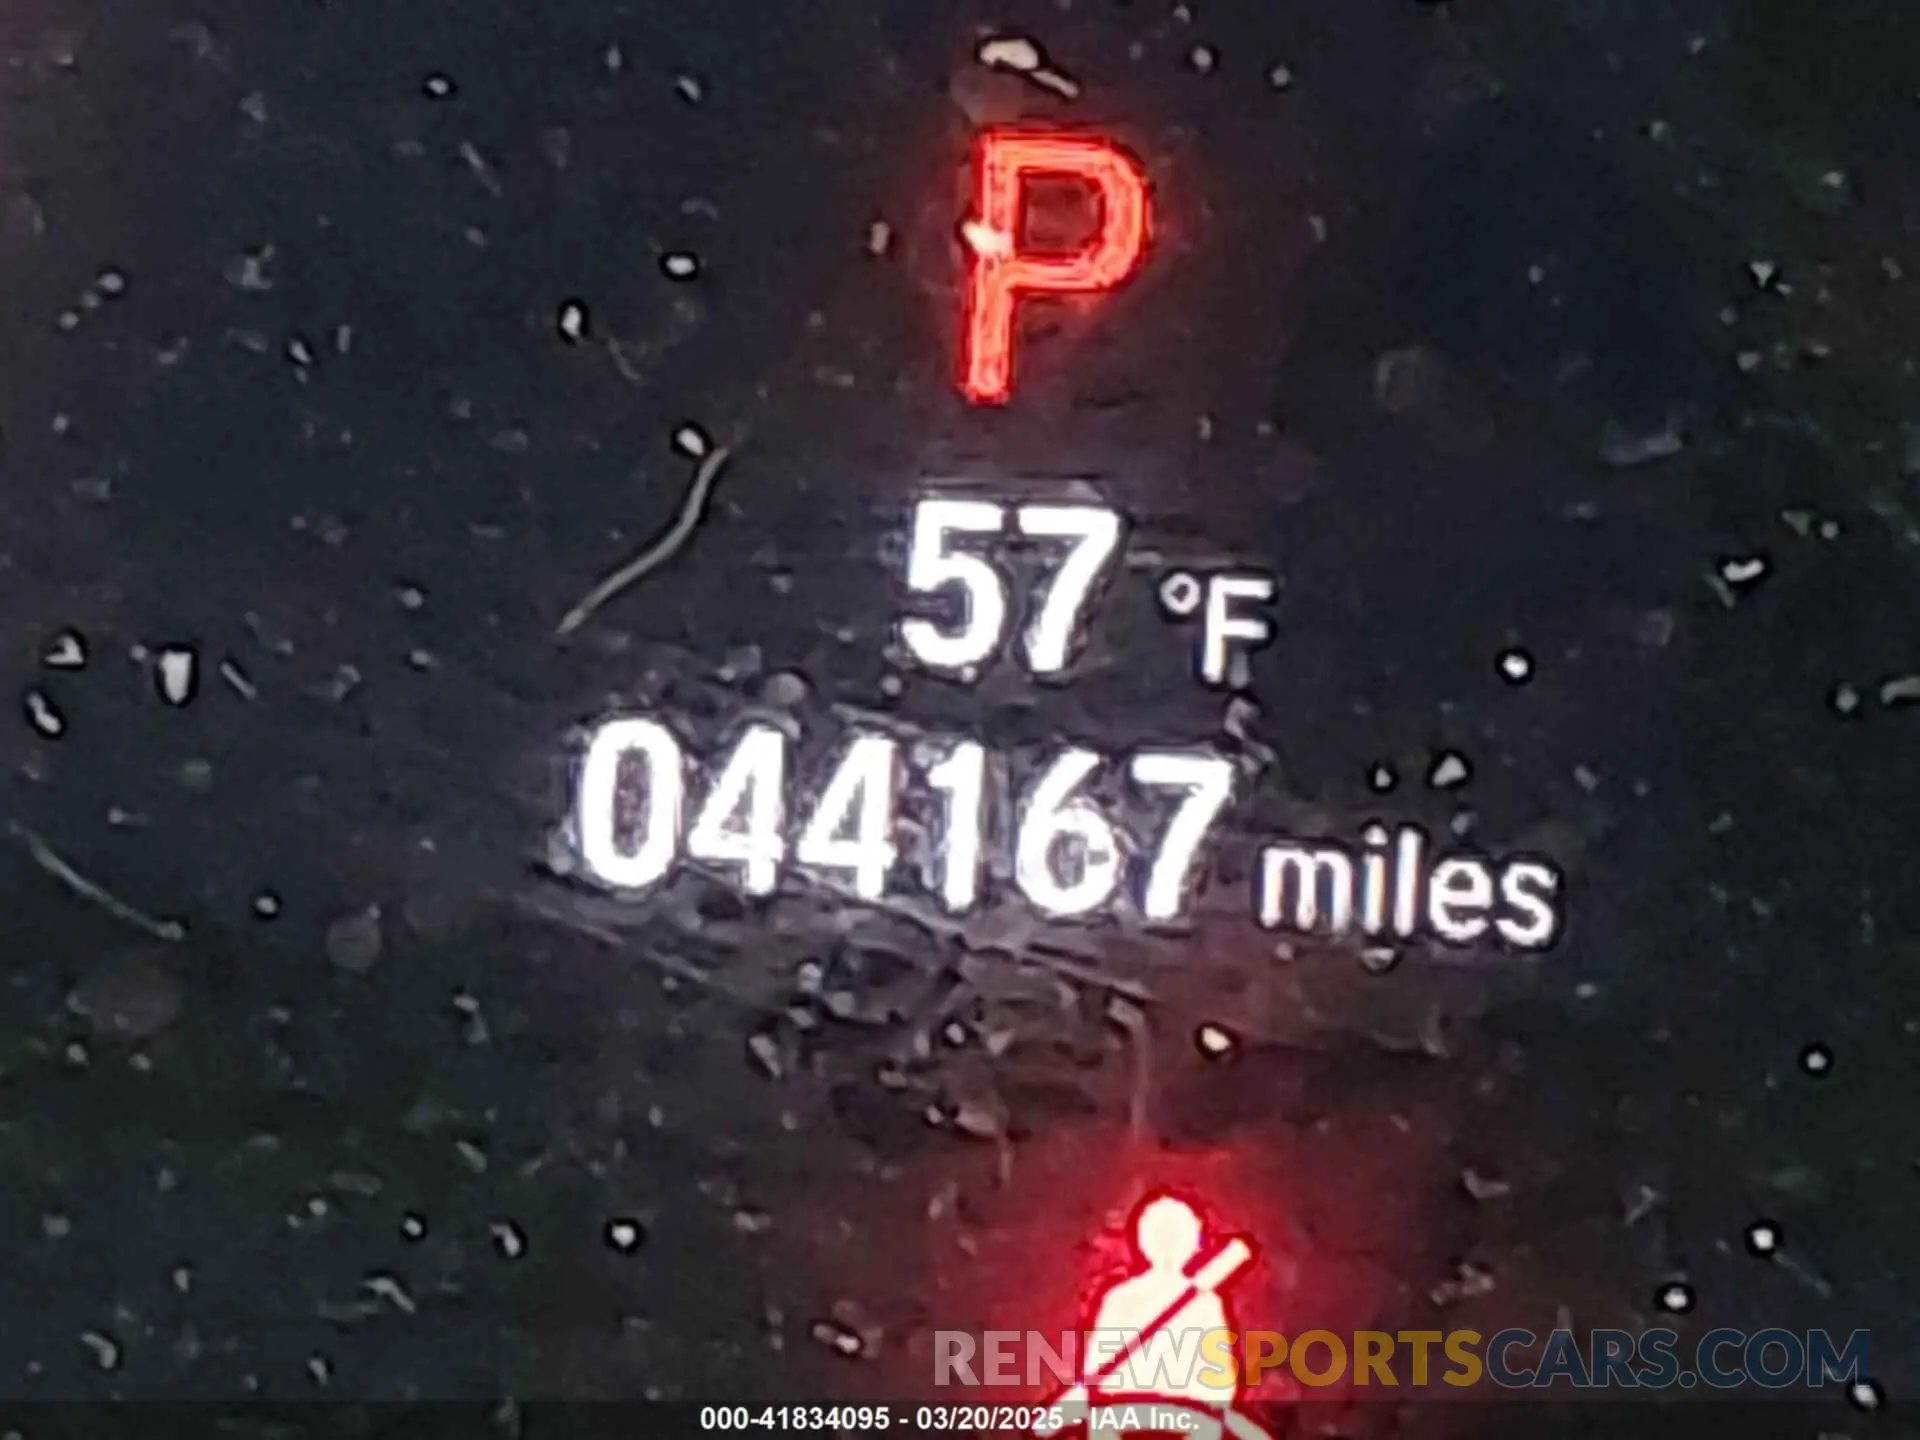 P
57 °F
044167 miles
RENEWSPORTSCARS.COM
000-41834095 - 03/20/2025 - IAA Inc.